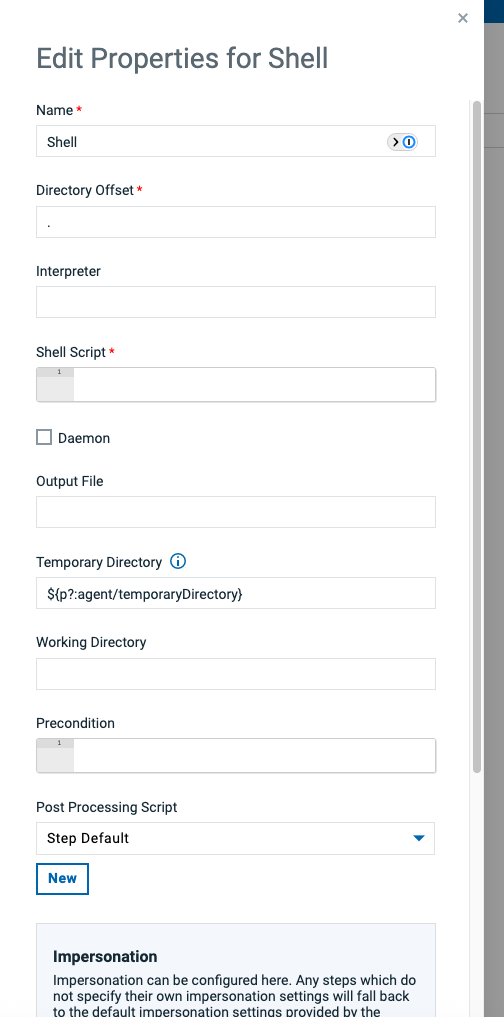 Edit Properties for Shell
Name *
Shell
Directory Offset *
.
Interpreter
Shell Script *
1
Daemon
Output File
Temporary Directory
${p?:agent/temporaryDirectory}
Working Directory
Precondition
1
Post Processing Script
Step Default
New
Impersonation
Impersonation can be configured here. Any steps which do
not specify their own impersonation settings will fall back
to the default impersonation settings provided by the